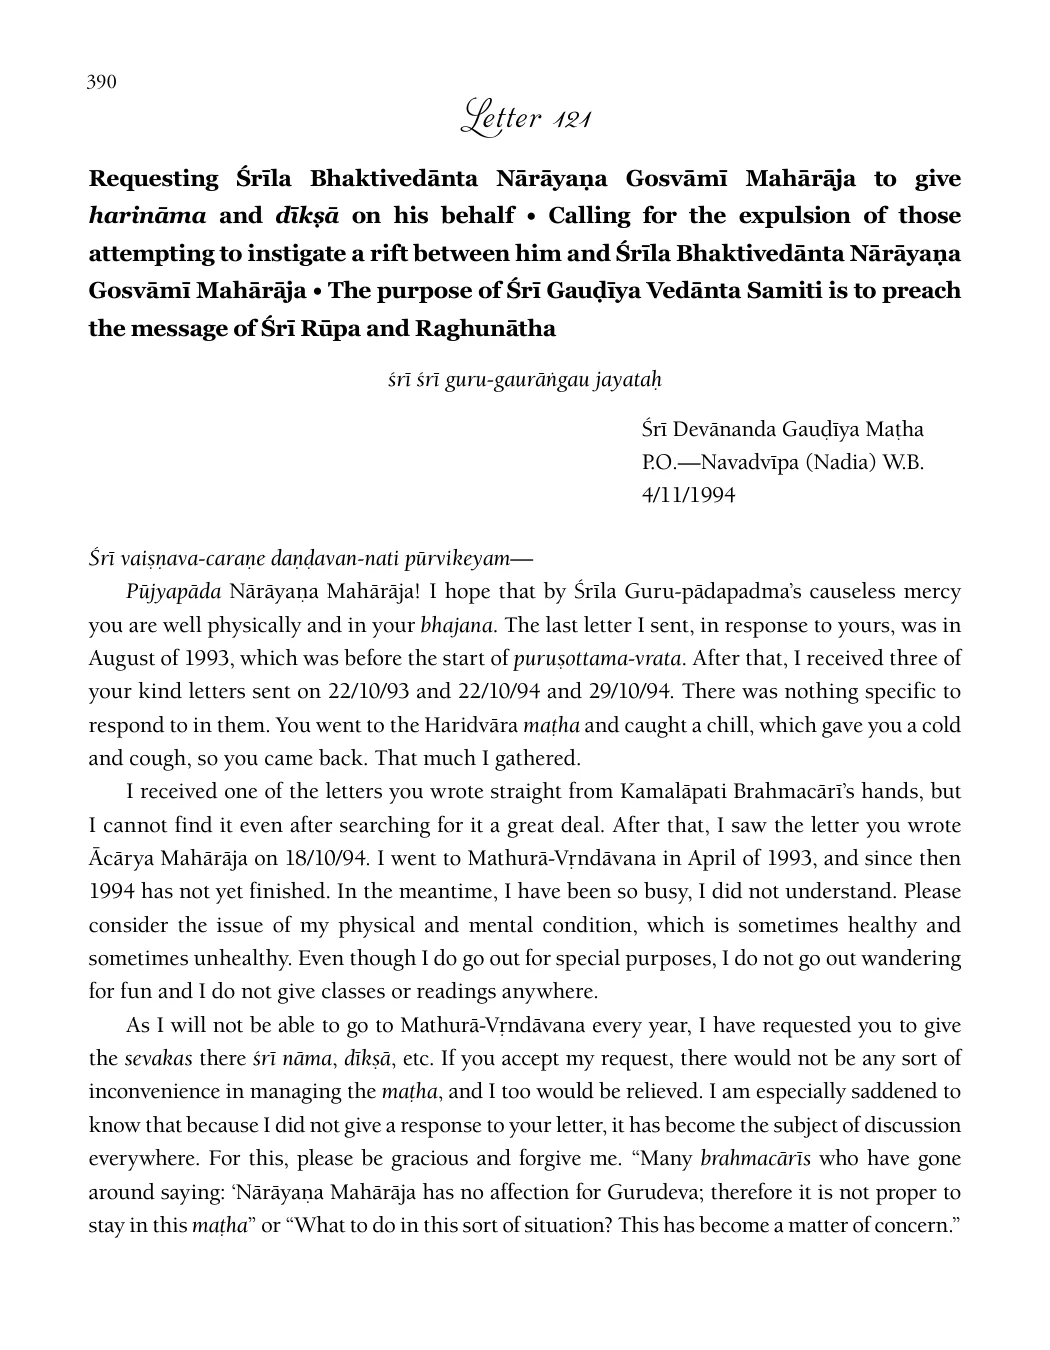 390
Letter 121
Requesting Śrīla Bhaktivedānta Nārāyaṇa Gosvāmī Mahārāja to give
harināma and dīkṣā on his behalf • Calling for the expulsion of those
attempting to instigate a rift between him and Śrīla Bhaktivedānta Nārāyaṇa
Gosvāmī Mahārāja • The purpose of Śrī Gauḍīya Vedānta Samiti is to preach
the message of Śrī Rūpa and Raghunātha
śrī śrī guru-gaurāṅgau jayataḥ
Śrī Devānanda Gauḍīya Maṭha
P.O.—Navadvīpa (Nadia) W.B.
4/11/1994
Śrī vaiṣṇava-caraṇe daṇḍavan-nati pūrvikeyam—
Pūjyapāda Nārāyaṇa Mahārāja! I hope that by Śrīla Guru-pādapadma’s causeless mercy
you are well physically and in your bhajana. The last letter I sent, in response to yours, was in
August of 1993, which was before the start of puruṣottama-vrata. After that, I received three of
your kind letters sent on 22/10/93 and 22/10/94 and 29/10/94. There was nothing specific to
respond to in them. You went to the Haridvāra maṭha and caught a chill, which gave you a cold
and cough, so you came back. That much I gathered.
I received one of the letters you wrote straight from Kamalāpati Brahmacārī’s hands, but
I cannot find it even after searching for it a great deal. After that, I saw the letter you wrote
Ācārya Mahārāja on 18/10/94. I went to Mathurā-Vṛndāvana in April of 1993, and since then
1994 has not yet finished. In the meantime, I have been so busy, I did not understand. Please
consider the issue of my physical and mental condition, which is sometimes healthy and
sometimes unhealthy. Even though I do go out for special purposes, I do not go out wandering
for fun and I do not give classes or readings anywhere.
As I will not be able to go to Mathurā-Vṛndāvana every year, I have requested you to give
the sevakas there śrī nāma, dīkṣā, etc. If you accept my request, there would not be any sort of
inconvenience in managing the maṭha, and I too would be relieved. I am especially saddened to
know that because I did not give a response to your letter, it has become the subject of discussion
everywhere. For this, please be gracious and forgive me. “Many brahmacārīs who have gone
around saying: ‘Nārāyaṇa Mahārāja has no affection for Gurudeva; therefore it is not proper to
stay in this maṭha” or “What to do in this sort of situation? This has become a matter of concern.”